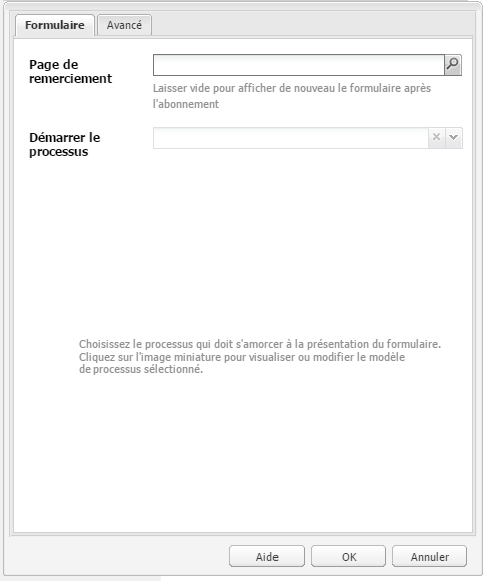 Formulaire
Avancé
Page de
remerciement
Laisser vide pour afficher de nouveau le formulaire après
l'abonnement
Démarrer le
processus
Choisissez le processus qui doit s'amorcer à la présentation du formulaire.
Cliquez sur l'image miniature pour visualiser ou modifier le modèle
de processus sélectionné.
Aide
OK
Annuler